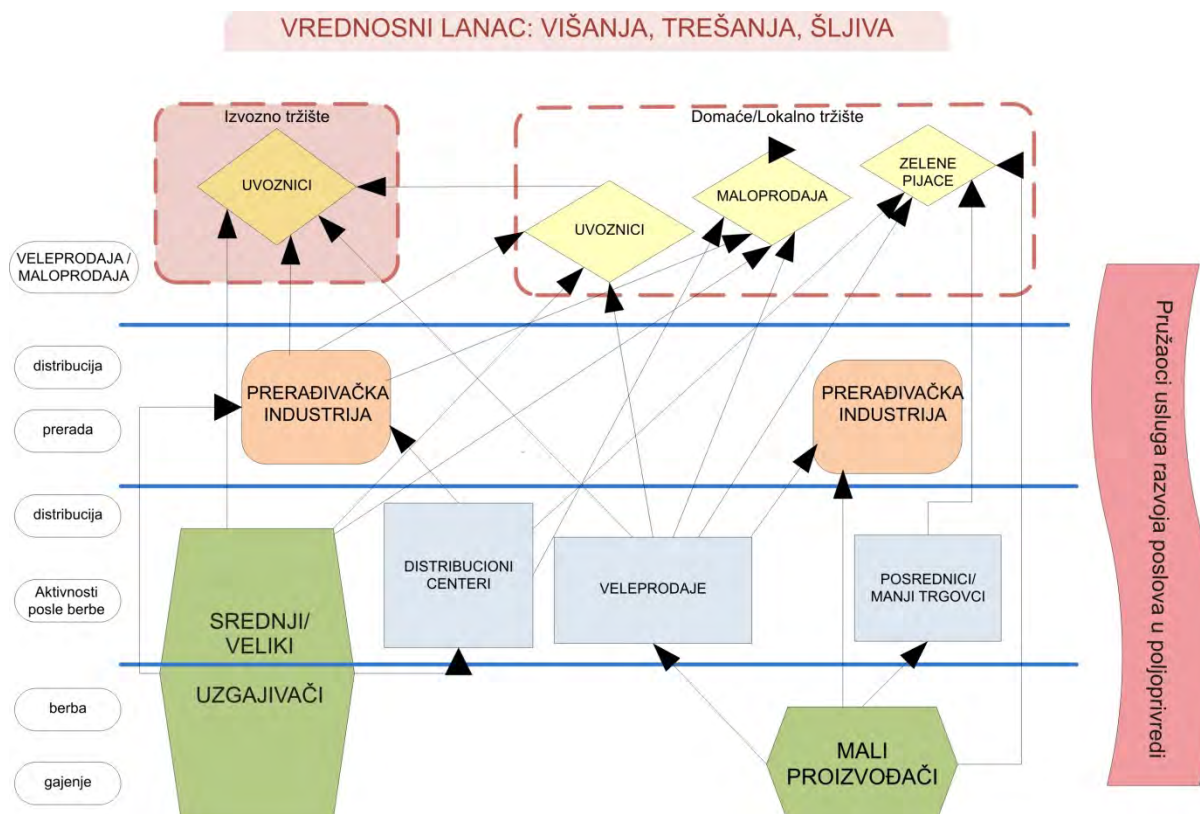 VREDNOSNI LANAC: VIŠANJA, TREŠANJA, ŠLJIVA
Izvozno tržište
Domaće/Lokalno tržište
UVOZNICI
UVOZNICI
MALOPRODAJA
ZELENE
PIJACE
VELEPRODAJA /
MALOPRODAJA
distribucija
prerada
PRERAĐIVAČKA
INDUSTRIJA
PRERAĐIVAČKA
INDUSTRIJA
distribucija
Aktivnosti
posle berbe
SREDNJI/
VELIKI
UZGAJIVAČI
DISTRIBUCIONI
CENTERI
VELEPRODAJE
POSREDNICI/
MANJI TRGOVCI
berba
gajenje
MALI
PROIZVOĐAČI
Pružaoci usluga razvoja poslova u poljoprivredi